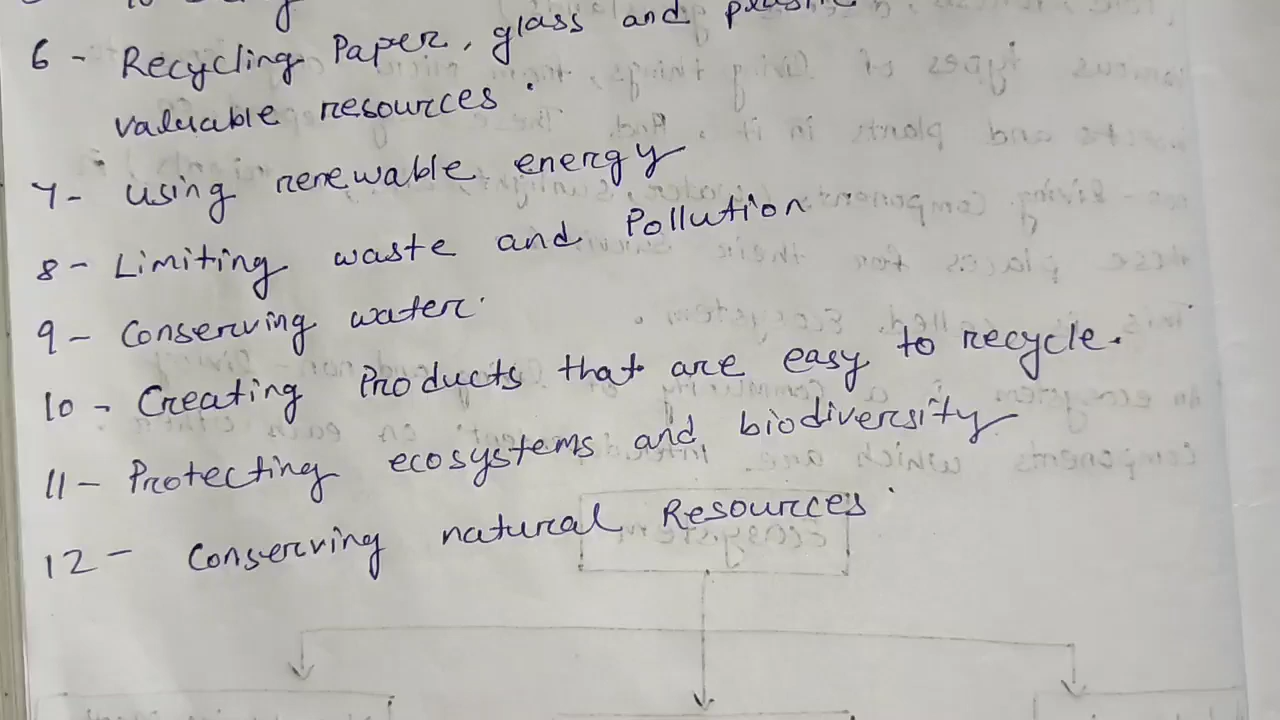 6 - Recycling Paper, glass and plastic
valuable resources.
7- using renewable energy
8- Limiting waste and Pollution
9- Conserving water.
10 - Creating Products that are easy to recycle.
11 - Protecting ecosystems and biodiversity
12 - Conserving natural Resources.